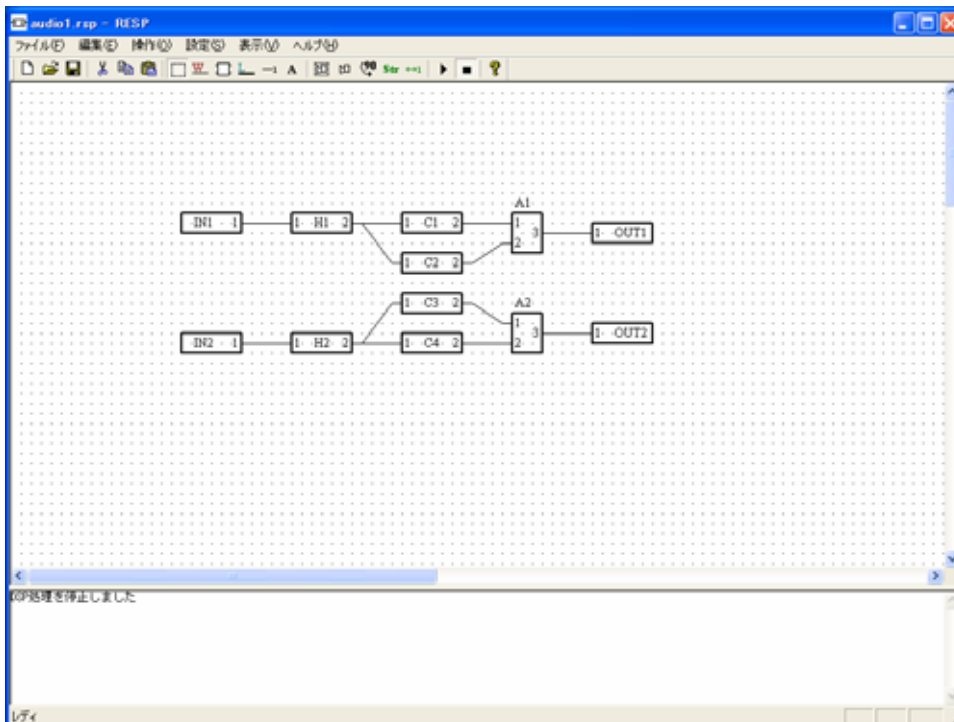 audio1.rsp - RESP
ファイル(F) 編集(E) 操作(O) 設定(S) 表示(V) ヘルプ(H)
A Str
A1
IN1 1 1 H1 2 1 C1 2 1 2 3 1 OUT1
1 C2 2
1 C3 2 A2
IN2 1 1 H2 2 1 C4 2 1 2 3 1 OUT2
DSP処理を停止しました
レディ